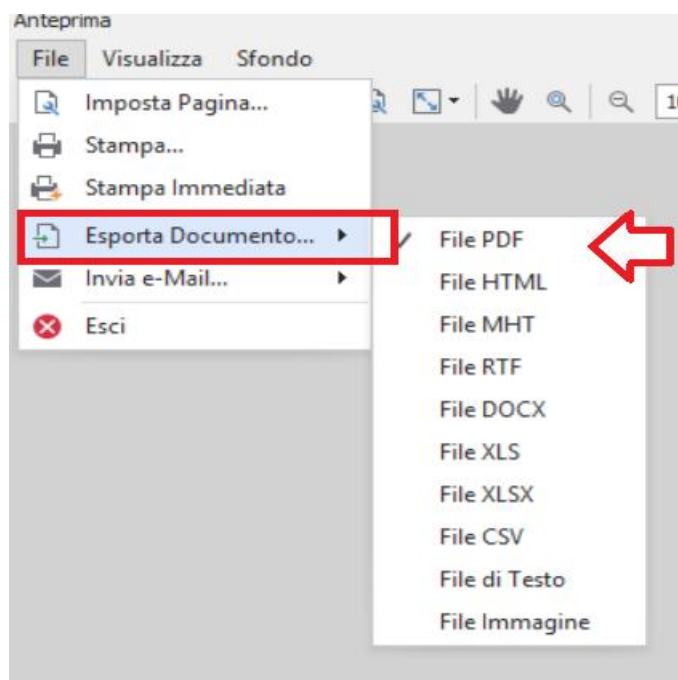 Anteprima
File Visualizza Sfondo
Imposta Pagina...
Stampa...
Stampa Immediata
Esporta Documento...
Invia e-Mail...
Esci
File PDF
File HTML
File MHT
File RTF
File DOCX
File XLS
File XLSX
File CSV
File di Testo
File Immagine